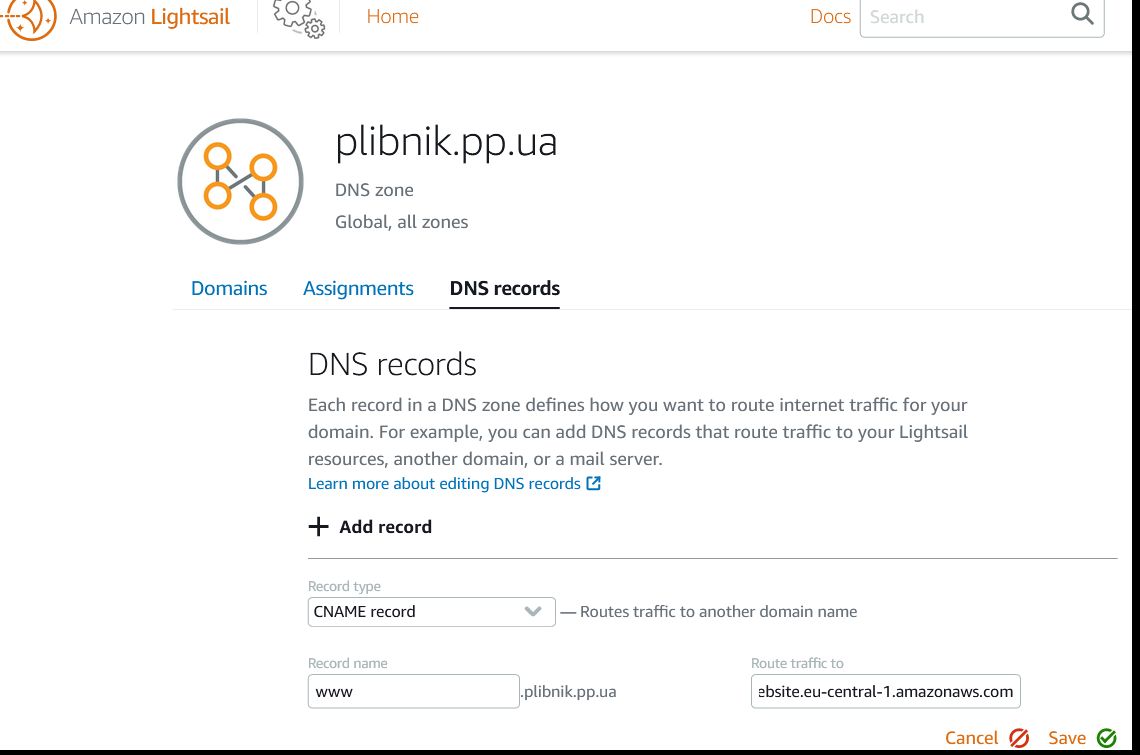 Amazon Lightsail
Home
Docs
Search
plibnik.pp.ua
DNS zone
Global, all zones
Domains
Assignments
DNS records
DNS records
Each record in a DNS zone defines how you want to route internet traffic for your
domain. For example, you can add DNS records that route traffic to your Lightsail
resources, another domain, or a mail server.
Learn more about editing DNS records
Add record
Record type
CNAME record
— Routes traffic to another domain name
Record name
www
.plibnik.pp.ua
Route traffic to
ebsite.eu-central-1.amazonaws.com
Cancel
Save